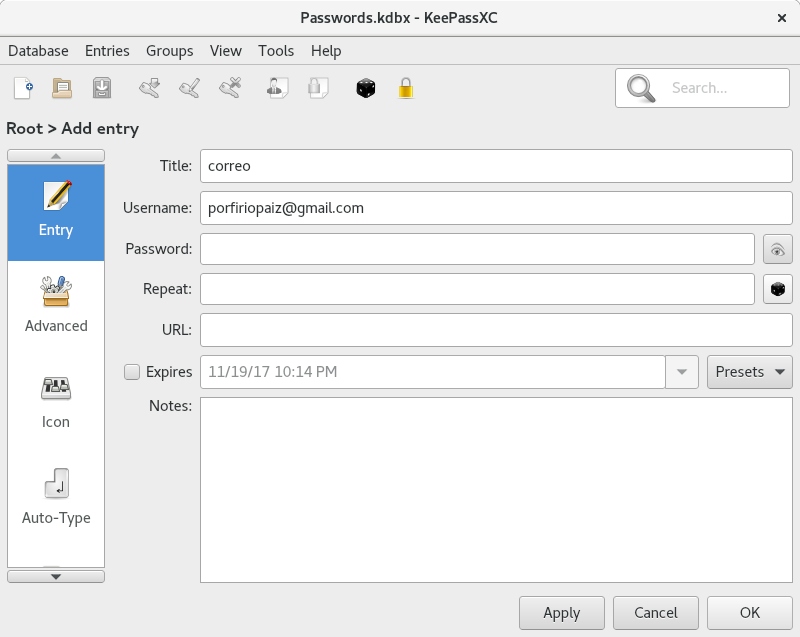 Passwords.kdbx - KeePassXC
Database Entries Groups View Tools Help
Search...
Root > Add entry
Title: correo
Entry
Username: porfiriopaiz@gmail.com
Password:
Repeat:
Advanced
URL:
Expires 11/19/17 10:14 PM Presets
Notes:
Icon
Auto-Type
Apply Cancel OK